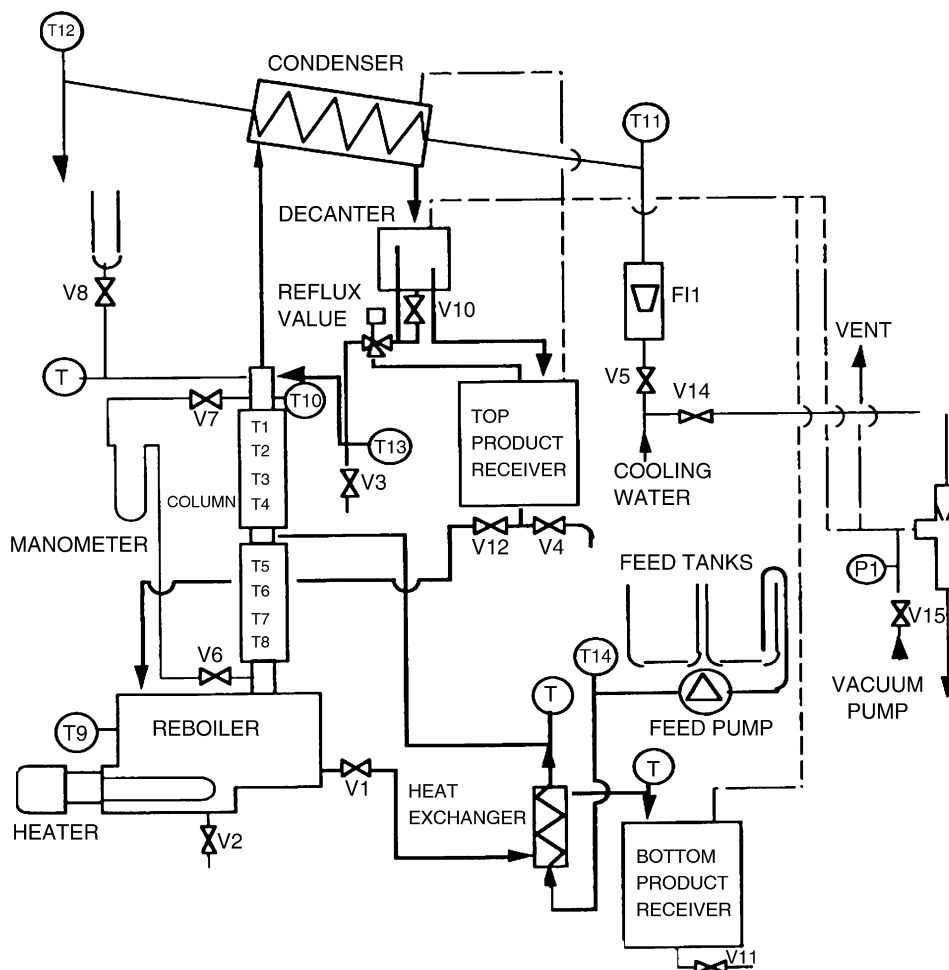 T12
CONDENSER
T11
DECANTER
V8
REFLUX
VALUE
V10
FI1
VENT
V5
V14
T
V7
T10
T1
T2
T3
T4
COLUMN
T13
V3
TOP
PRODUCT
RECEIVER
COOLING
WATER
MANOMETER
V12
V4
T5
T6
T7
T8
FEED TANKS
P1
V15
V6
T14
T
VACUUM
PUMP
FEED PUMP
T9
REBOILER
V1
HEAT
EXCHANGER
T
HEATER
V2
BOTTOM
PRODUCT
RECEIVER
V11